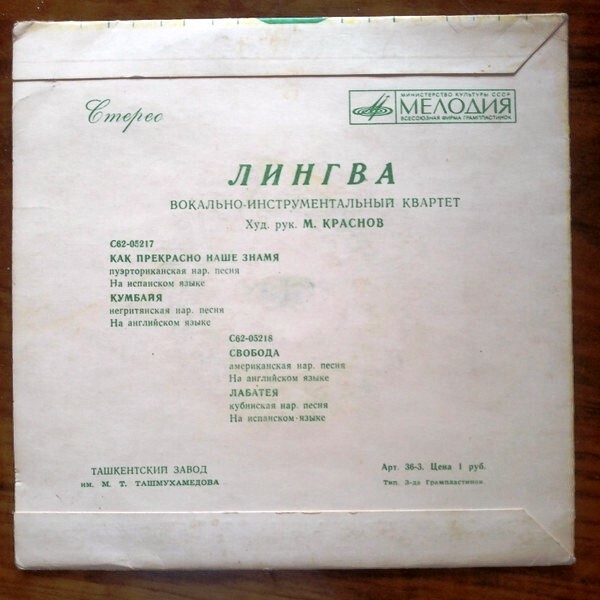 Стерео
МИНИСТЕРСТВО КУЛЬТУРЫ СССР
МЕЛОДИЯ
ВСЕСОЮЗНАЯ ФИРМА ГРАМПЛАСТИНОК
ЛИНГВА
ВОКАЛЬНО-ИНСТРУМЕНТАЛЬНЫЙ КВАРТЕТ
Худ. рук. М. КРАСНОВ
С62-05217
КАК ПРЕКРАСНО НАШЕ ЗНАМЯ
пуэрториканская нар. песня
На испанском языке
КУМБАЙЯ
негритянская нар. песня
На английском языке
С62-05218
СВОБОДА
американская нар. песня
На английском языке
ЛАБАТЕЯ
кубинская нар. песня
На испанском языке
ТАШКЕНТСКИЙ ЗАВОД
им. М. Т. ТАШМУХАМЕДОВА
Арт. 36-3. Цена 1 руб.
Тип. З-да Грампластинок